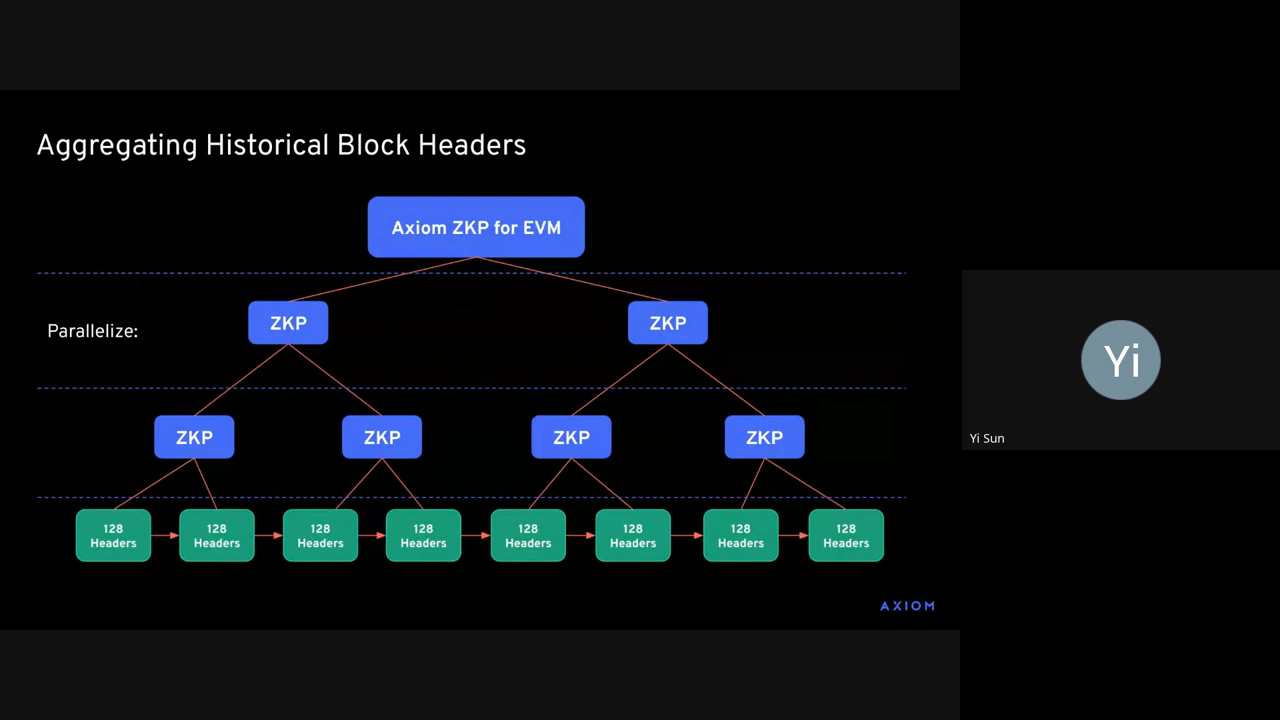 Aggregating Historical Block Headers
Axiom ZKP for EVM
Parallelize:
ZKP
ZKP
ZKP
ZKP
ZKP
ZKP
128
Headers
128
Headers
128
Headers
128
Headers
128
Headers
128
Headers
128
Headers
128
Headers
AXIOM
Yi
Yi Sun